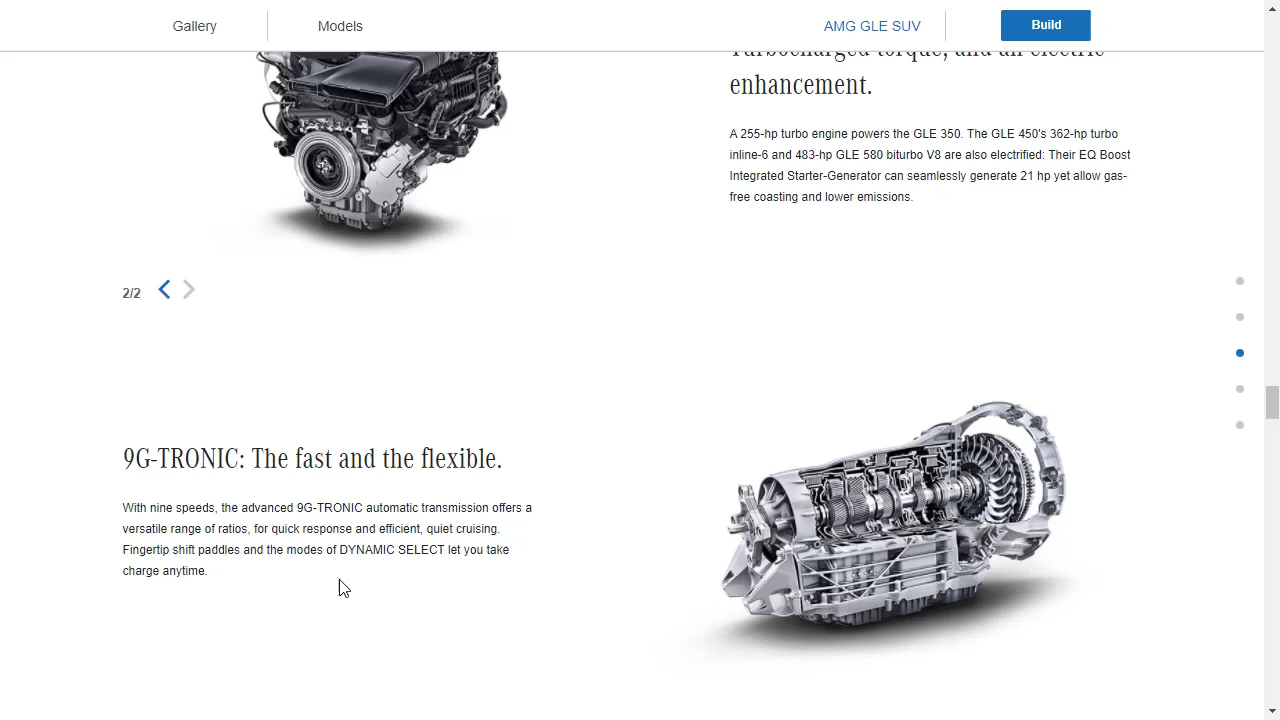 Gallery
Models
AMG GLE SUV
Build
Turbocharged torque, and an electric
enhancement.
A 255-hp turbo engine powers the GLE 350. The GLE 450's 362-hp turbo
inline-6 and 483-hp GLE 580 biturbo V8 are also electrified: Their EQ Boost
Integrated Starter-Generator can seamlessly generate 21 hp yet allow gas-
free coasting and lower emissions.
2/2
9G-TRONIC: The fast and the flexible.
With nine speeds, the advanced 9G-TRONIC automatic transmission offers a
versatile range of ratios, for quick response and efficient, quiet cruising.
Fingertip shift paddles and the modes of DYNAMIC SELECT let you take
charge anytime.